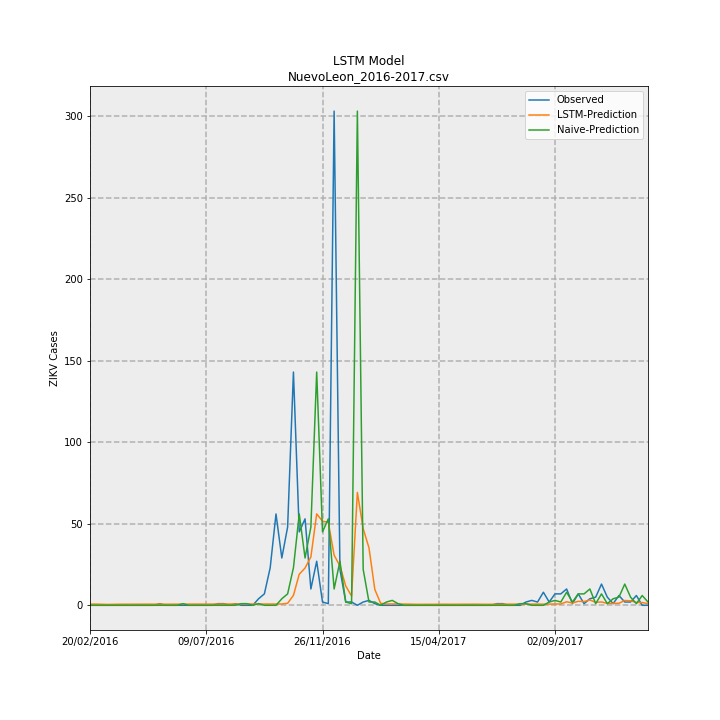 LSTM Model
NuevoLeon_2016-2017.csv
Observed
LSTM-Prediction
Naive-Prediction
300
250
200
150
100
50
0
ZIKV Cases
20/02/2016 09/07/2016 26/11/2016 15/04/2017 02/09/2017
Date